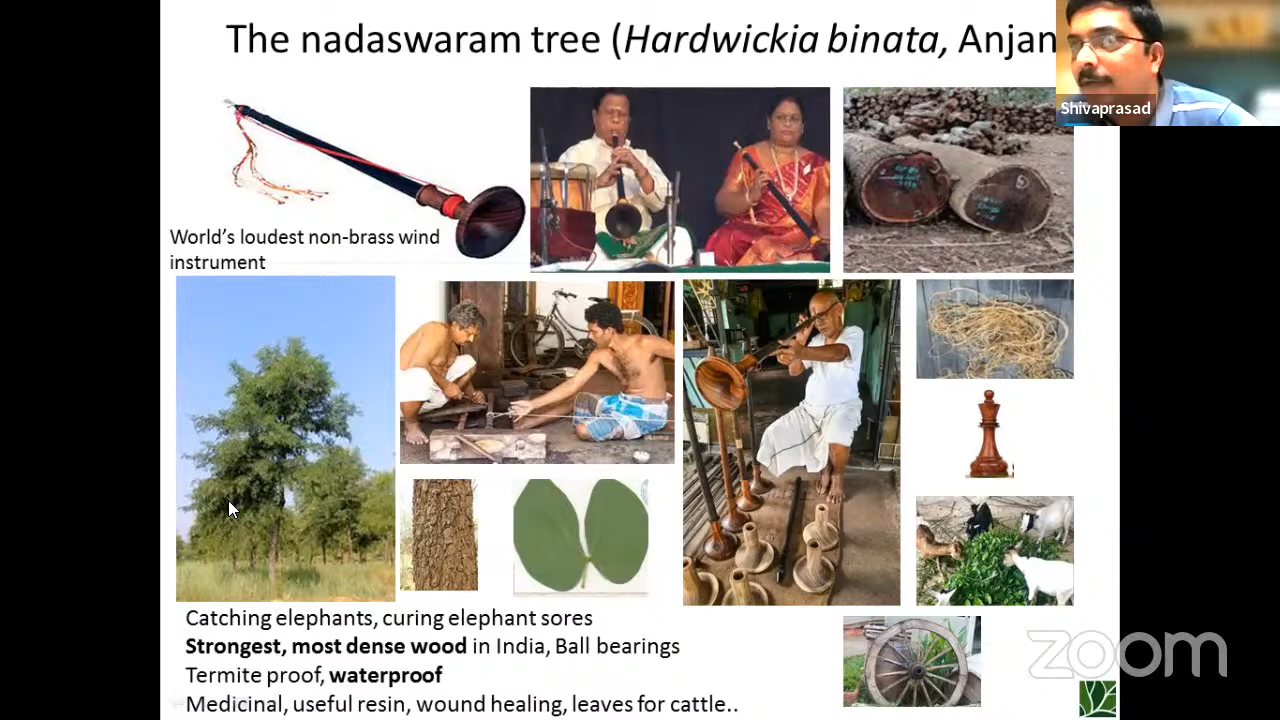 The nadaswaram tree (Hardwickia binata, Anjan
Shivaprasad
World's loudest non-brass wind
instrument
Catching elephants, curing elephant sores
Strongest, most dense wood in India, Ball bearings
Termite proof, waterproof
Medicinal, useful resin, wound healing, leaves for cattle..
zoom